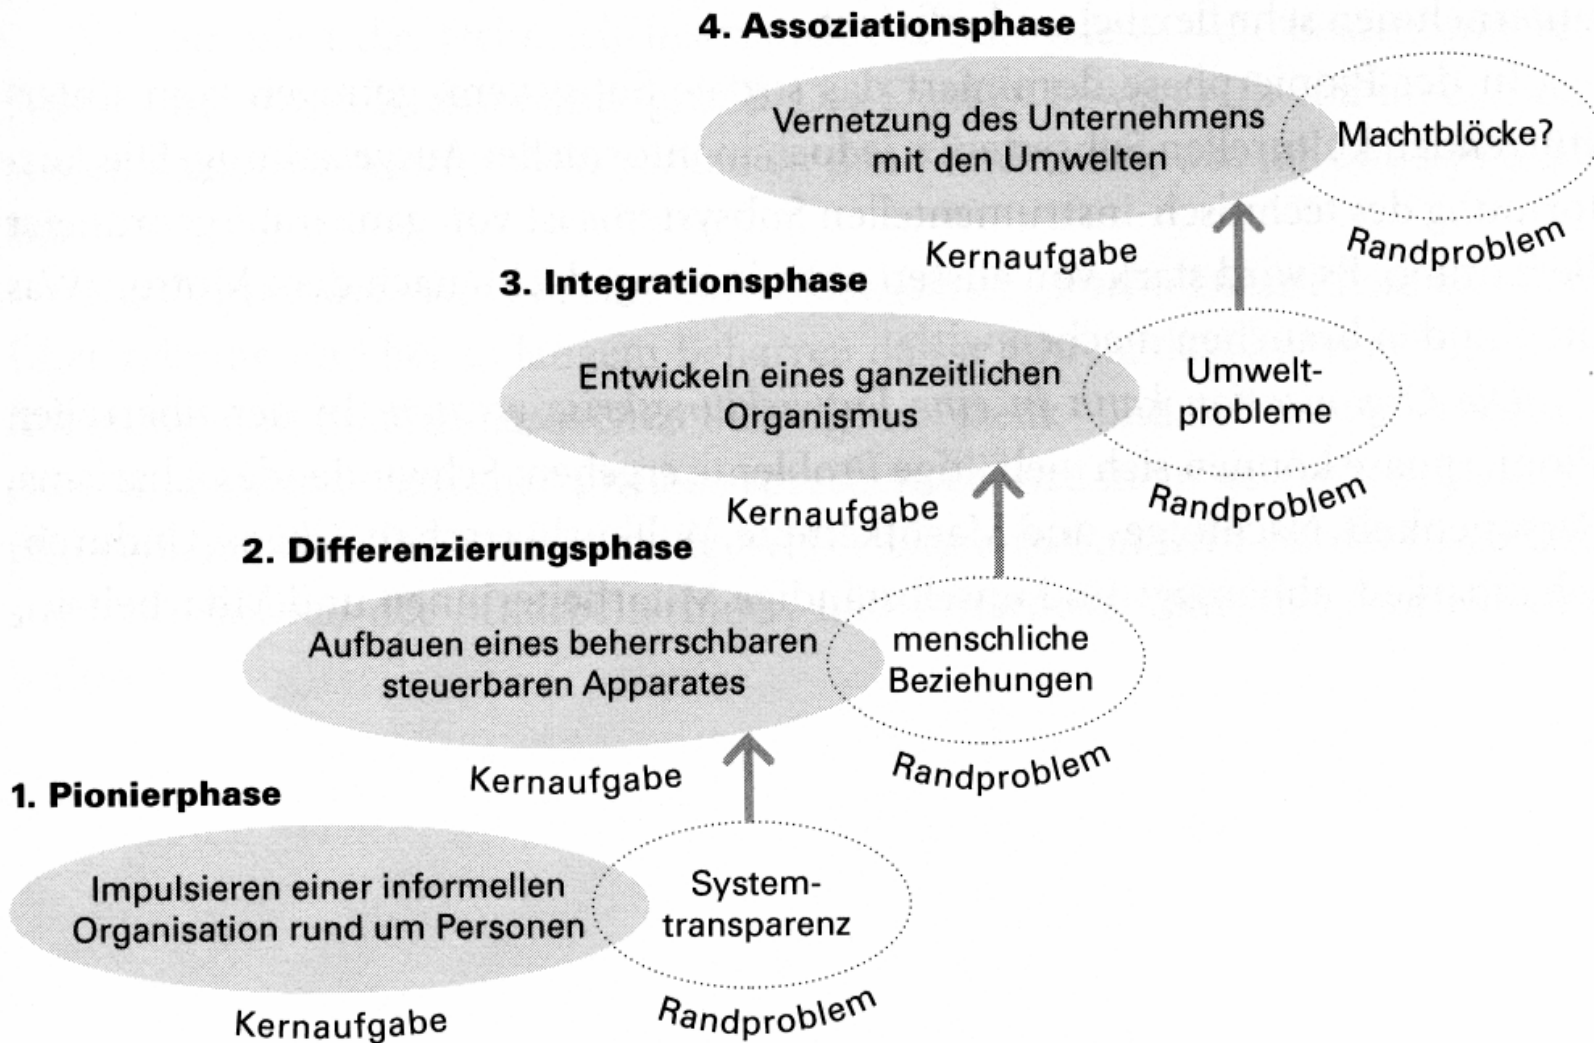 4. Assoziationsphase
Vernetzung des Unternehmens
mit den Umwelten
Machtblöcke?
Kernaufgabe
Randproblem
3. Integrationsphase
Entwickeln eines ganzeitlichen
Organismus
Umwelt-
probleme
Kernaufgabe
Randproblem
2. Differenzierungsphase
Aufbauen eines beherrschbaren
steuerbaren Apparates
menschliche
Beziehungen
Kernaufgabe
Randproblem
1. Pionierphase
Impulsieren einer informellen
Organisation rund um Personen
System-
transparenz
Kernaufgabe
Randproblem